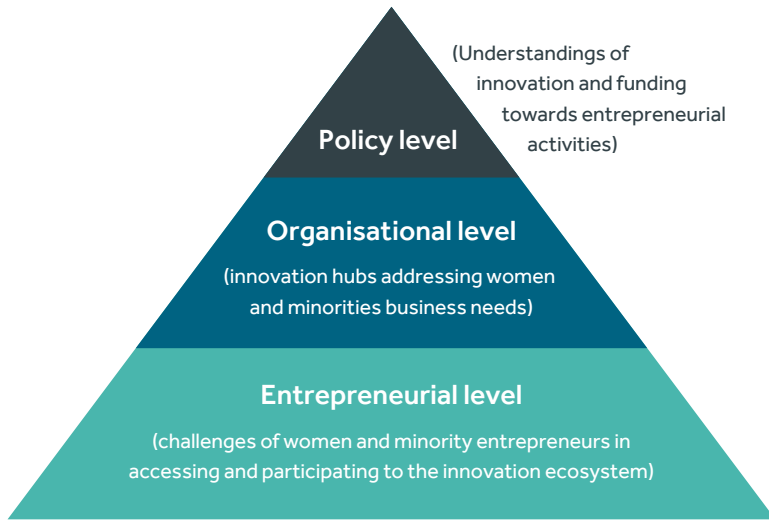 (Understandings of
innovation and funding
towards entrepreneurial
activities)
Policy level
Organisational level
(innovation hubs addressing women
and minorities business needs)
Entrepreneurial level
(challenges of women and minority entrepreneurs in
accessing and participating to the innovation ecosystem)